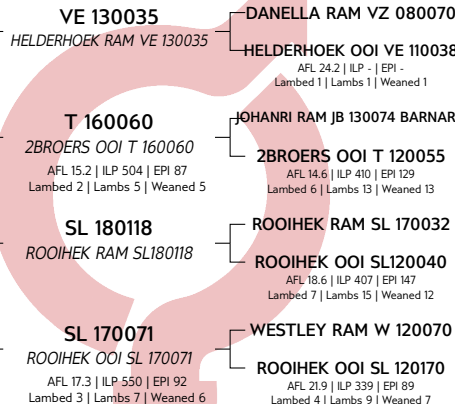 VE 130035
HELDERHOEK RAM VE 130035
DANELLA RAM VZ 080070
HELDERHOEK OOI VE 110038
AFL 24.2 | ILP - | EPI -
Lambed 1 | Lambs 1 | Weaned 1
T 160060
2BROERS OOI T 160060
AFL 15.2 | ILP 504 | EPI 87
Lambed 2 | Lambs 5 | Weaned 5
JOHANRI RAM JB 130074 BARNAR
2BROERS OOI T 120055
AFL 14.6 | ILP 410 | EPI 129
Lambed 6 | Lambs 13 | Weaned 13
SL 180118
ROOIHEK RAM SL180118
ROOIHEK RAM SL 170032
ROOIHEK OOI SL120040
AFL 18.6 | ILP 407 | EPI 147
Lambed 7 | Lambs 15 | Weaned 12
SL 170071
ROOIHEK OOI SL 170071
AFL 17.3 | ILP 550 | EPI 92
Lambed 3 | Lambs 7 | Weaned 6
WESTLEY RAM W 120070
ROOIHEK OOI SL 120170
AFL 21.9 | ILP 339 | EPI 89
Lambed 4 | Lambs 9 | Weaned 7